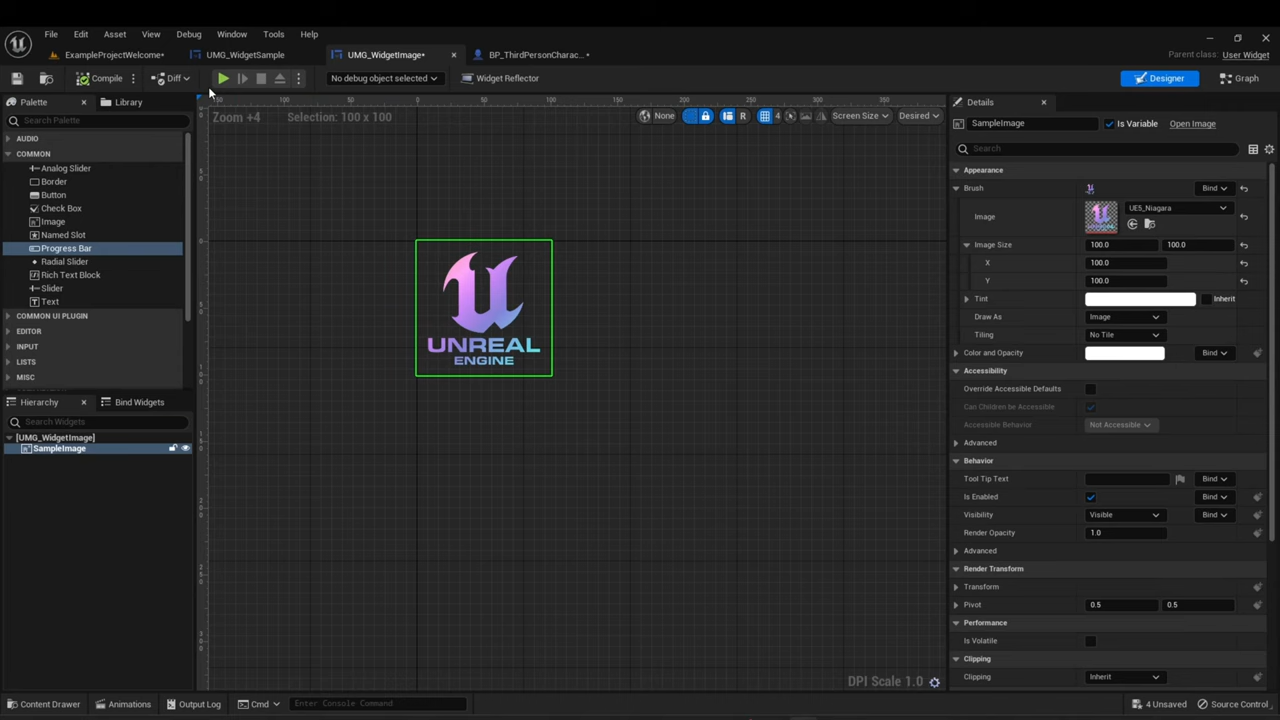 File Edit Asset View Debug Window Tools Help
ExampleProjectWelcome•
UMG_WidgetSample
UMG_WidgetImage•
BP_ThirdPersonCharac...•
Parent class: User Widget
Compile
Diff
No debug object selected
Widget Reflector
Designer
Graph
Palette
Library
Search Palette
AUDIO
COMMON
Analog Slider
Border
Button
Check Box
Image
Named Slot
Progress Bar
Radial Slider
Rich Text Block
Slider
Text
COMMON UI PLUGIN
EDITOR
INPUT
LISTS
MISC
Hierarchy
Bind Widgets
Search Widgets
[UMG_WidgetImage]
SampleImage
Zoom +4
Selection: 100 x 100
None
R
4
Screen Size
Desired
UNREAL
ENGINE
DPI Scale 1.0
Details
SampleImage
Is Variable
Open Image
Search
Appearance
Brush
Bind
Image
UE5_Niagara
Image Size 100.0 100.0
X 100.0
Y 100.0
Tint
Inherit
Draw As Image
Tiling No Tile
Color and Opacity Bind
Accessibility
Override Accessible Defaults
Can Children be Accessible
Accessible Behavior Not Accessible
Advanced
Behavior
Tool Tip Text Bind
Is Enabled Bind
Visibility Visible Bind
Render Opacity 1.0
Advanced
Render Transform
Transform
Pivot 0.5 0.5
Performance
Is Volatile
Clipping
Clipping Inherit
Content Drawer
Animations
Output Log
Cmd
Enter Console Command
4 Unsaved
Source Control